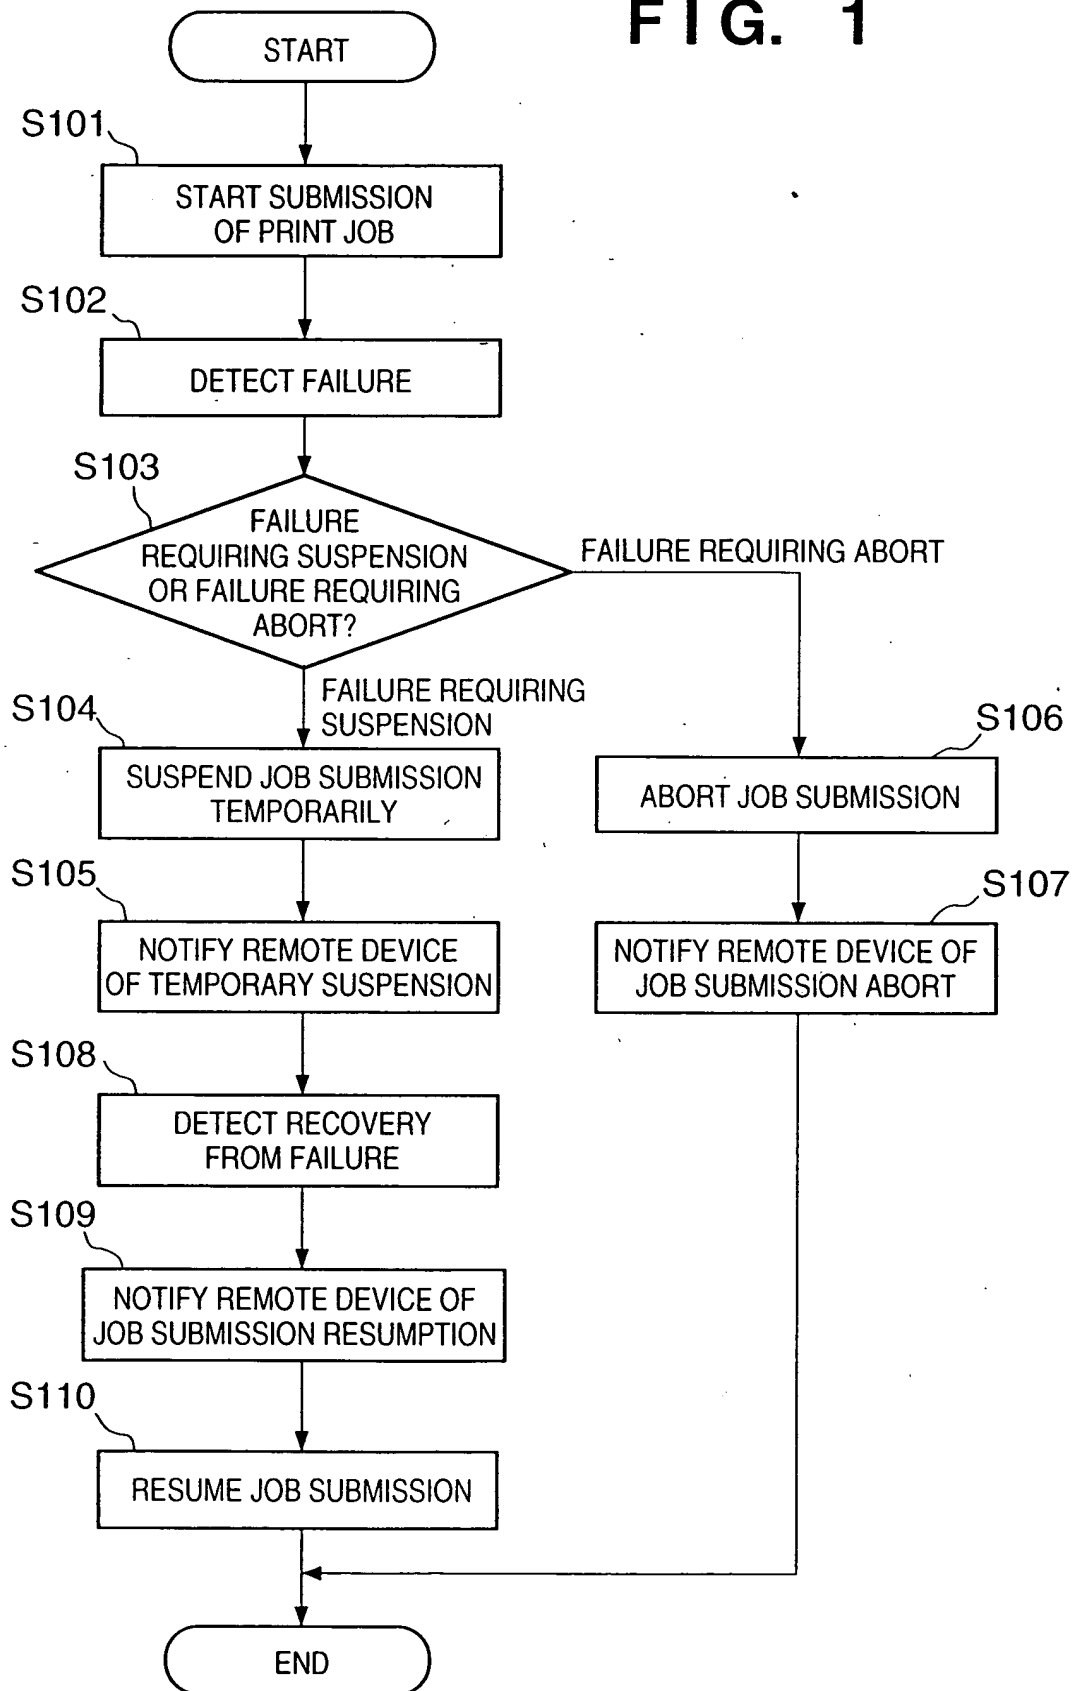 FIG. 1
START
S101
START SUBMISSION
OF PRINT JOB
S102
DETECT FAILURE
S103
FAILURE
REQUIRING SUSPENSION
OR FAILURE REQUIRING
ABORT?
FAILURE REQUIRING ABORT
FAILURE REQUIRING
SUSPENSION
S104
SUSPEND JOB SUBMISSION
TEMPORARILY
S106
ABORT JOB SUBMISSION
S105
NOTIFY REMOTE DEVICE
OF TEMPORARY SUSPENSION
S107
NOTIFY REMOTE DEVICE OF
JOB SUBMISSION ABORT
S108
DETECT RECOVERY
FROM FAILURE
S109
NOTIFY REMOTE DEVICE OF
JOB SUBMISSION RESUMPTION
S110
RESUME JOB SUBMISSION
END